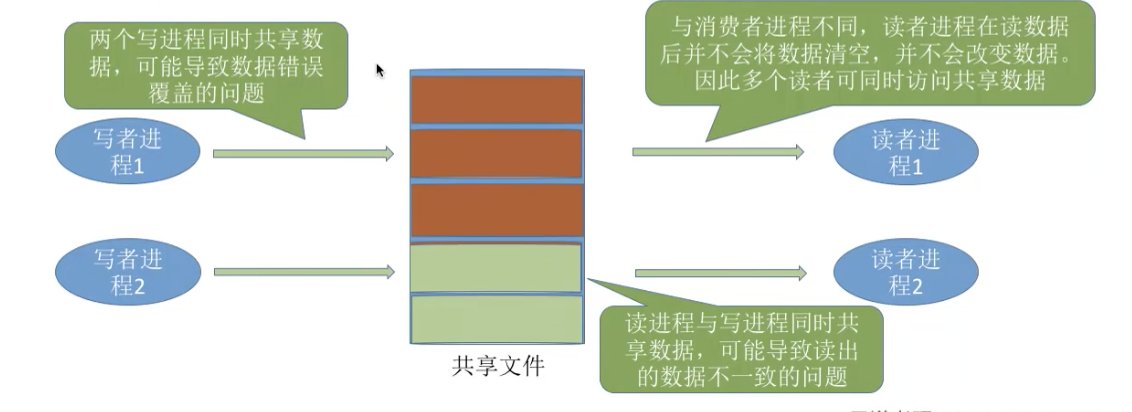 两个写进程同时共享数
据，可能导致数据错误
覆盖的问题
与消费者进程不同，读者进程在读数据
后并不会将数据清空，并不会改变数据。
因此多个读者可同时访问共享数据
写者进
程1
读者进
程1
写者进
程2
读者进
程2
读进程与写进程同时共
享数据，可能导致读出
的数据不一致的问题
共享文件